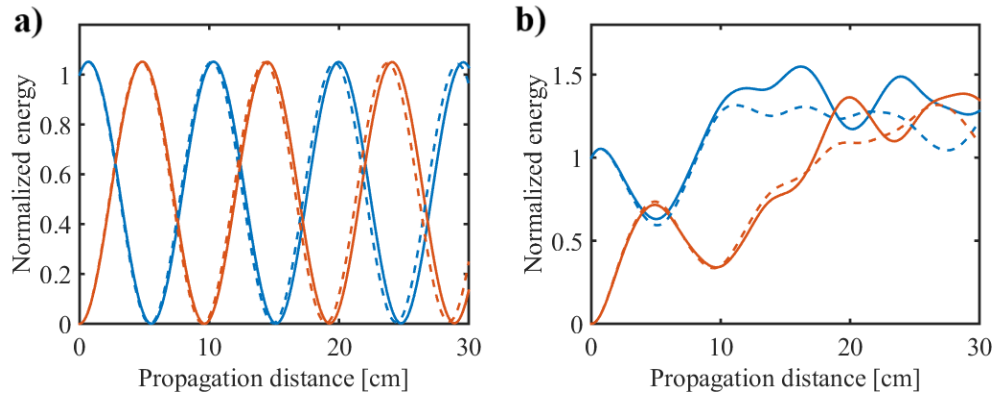 a)
Normalized energy
1
0.8
0.6
0.4
0.2
0
0 10 20 30
Propagation distance [cm]
b)
Normalized energy
1.5
1
0.5
0
0 10 20 30
Propagation distance [cm]